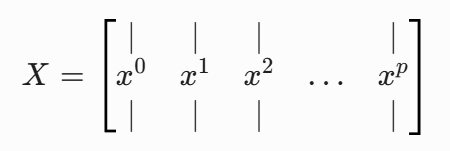 X = [ | | | |
x^0 x^1 x^2 ... x^p
| | | | ]